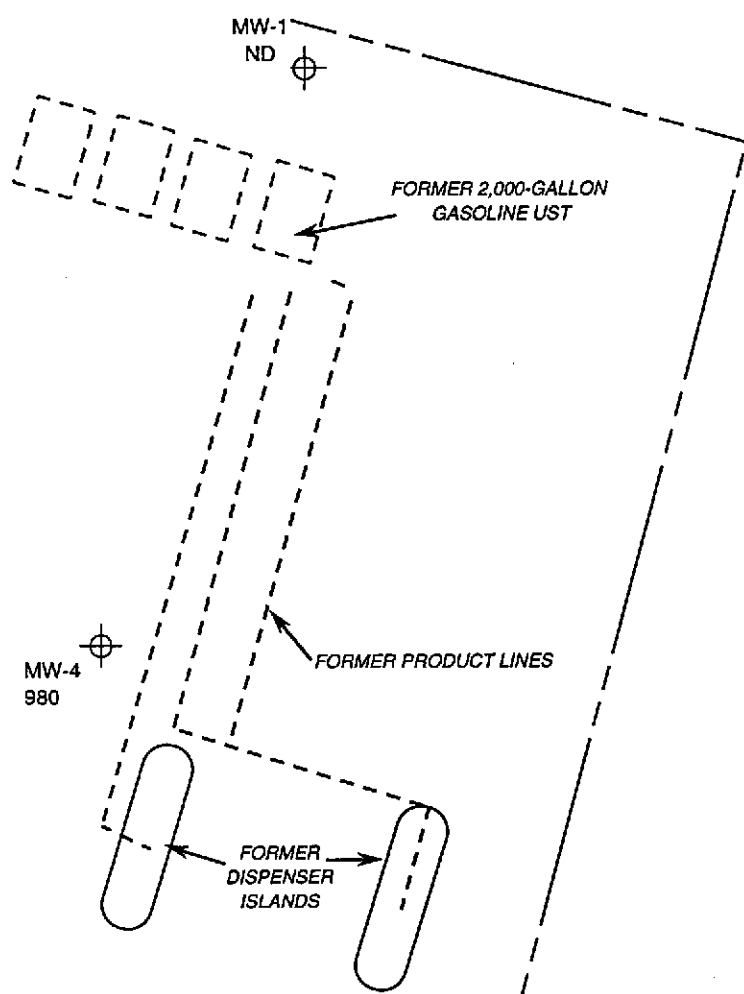 MW-1
ND
FORMER 2,000-GALLON
GASOLINE UST
FORMER PRODUCT LINES
MW-4
980
FORMER
DISPENSER
ISLANDS